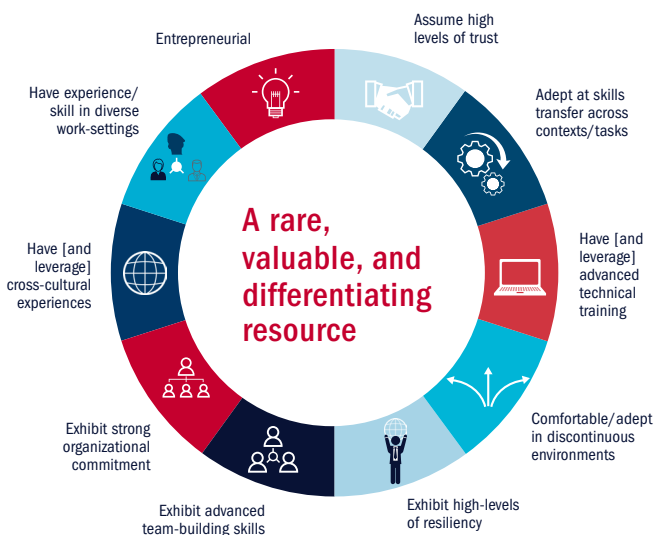 Assume high
levels of trust
Adept at skills
transfer across
contexts/tasks
Have [and
leverage]
advanced
technical
training
Comfortable/adept
in discontinuous
environments
Exhibit high-levels
of resiliency
Exhibit advanced
team-building skills
Exhibit strong
organizational
commitment
Have [and
leverage]
cross-cultural
experiences
Have experience/
skill in diverse
work-settings
Entrepreneurial
A rare,
valuable, and
differentiating
resource